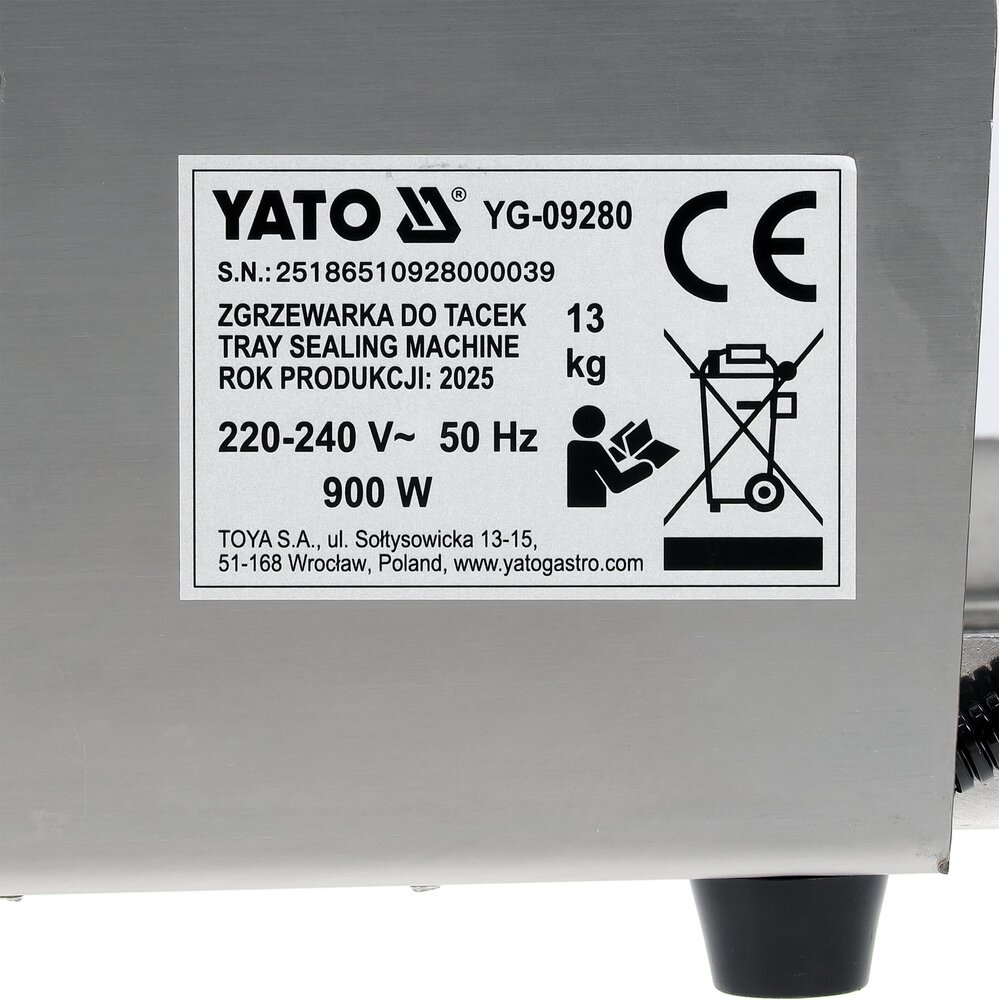 YATO ® YG-09280 CE
S.N.: 25186510928000039
ZGRZEWARKA DO TACEK 13
TRAY SEALING MACHINE kg
ROK PRODUKCJI: 2025
220-240 V~ 50 Hz
900 W
TOYA S.A., ul. Sołtysowicka 13-15,
51-168 Wrocław, Poland, www.yatogastro.com